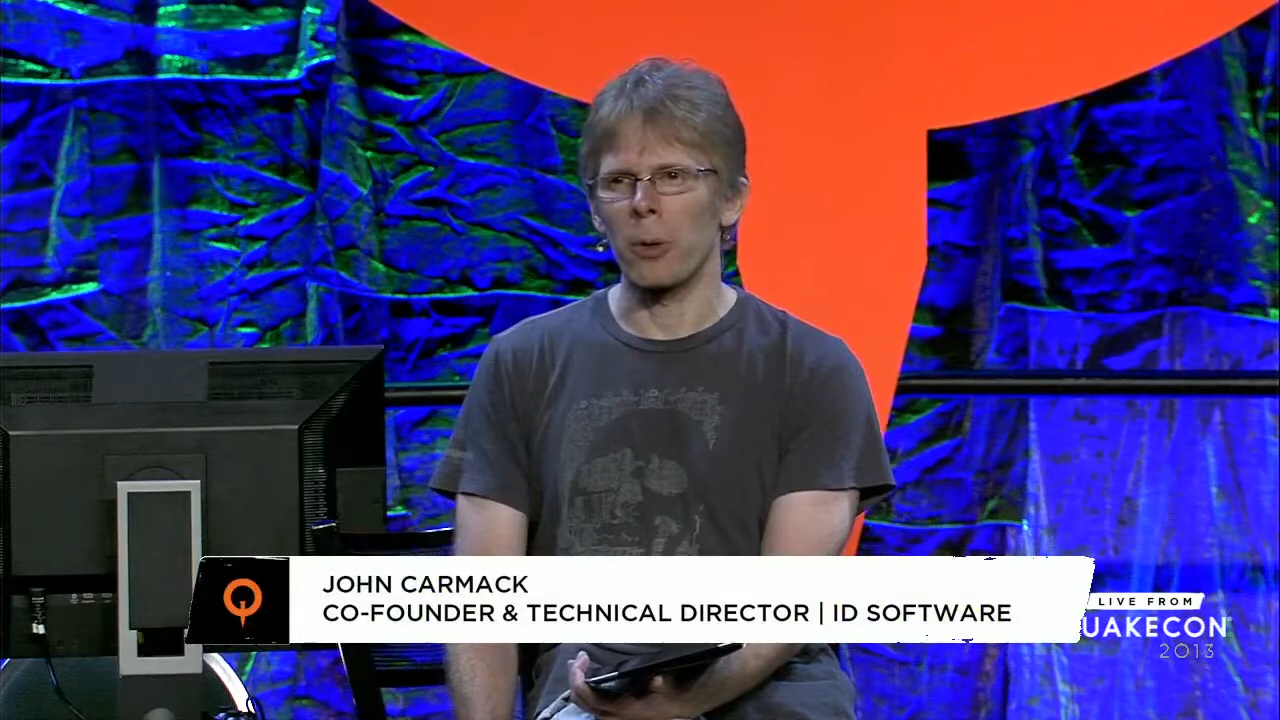 JOHN CARMACK
CO-FOUNDER & TECHNICAL DIRECTOR | ID SOFTWARE
LIVE FROM
UAKECON
2013